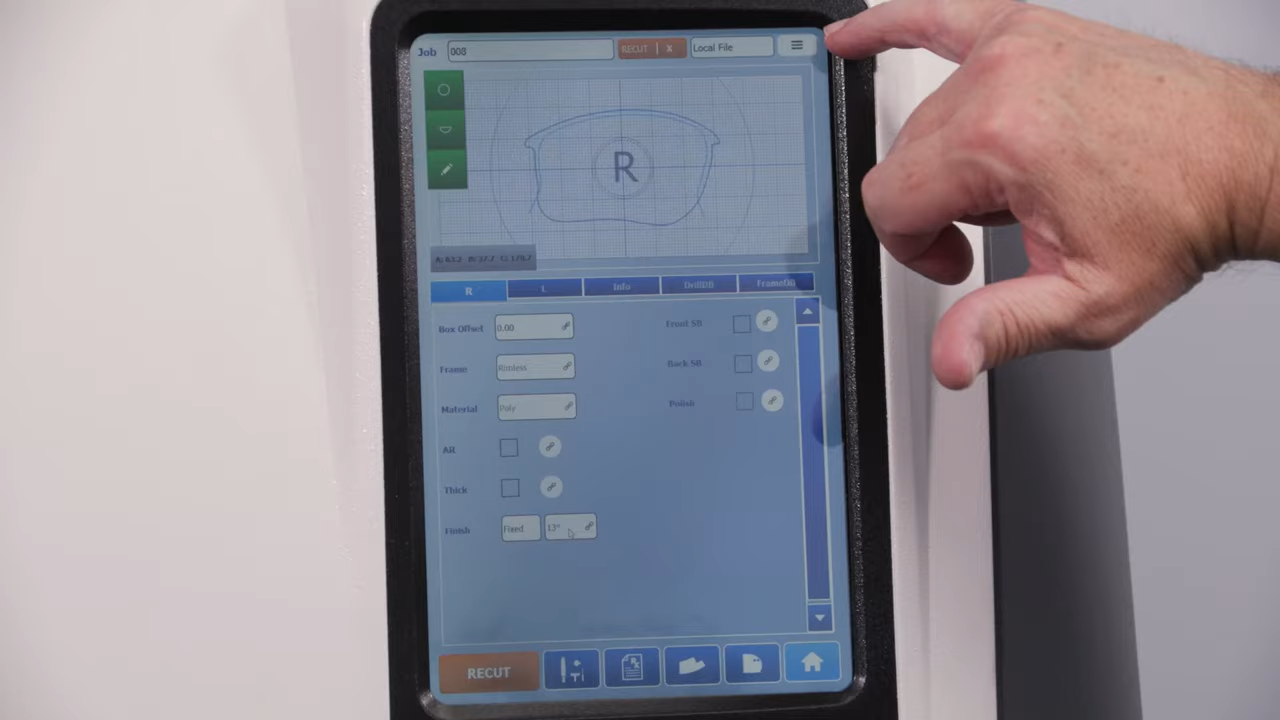 Job 008 RECUT | X Local File
R
R L Info DrillDB
Box Offset 0.00 Front SB
Frame Rimless Back SB
Material Poly Polish
AR
Thick
Finish Fixed 13°
RECUT